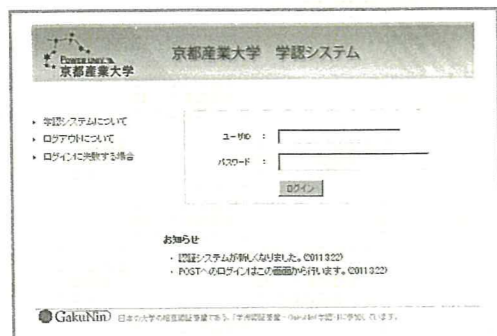 京都産業大学
京都産業大学 学認システム
学認システムについて
ログアウトについて
ログインに失敗する場合
ユーザID :
パスワード :
ログイン
お知らせ
・ 認証システムが新しくなりました。(2011.3.22)
・ POSTへのログインはこの画面から行います。(2011.3.22)
GakuNin